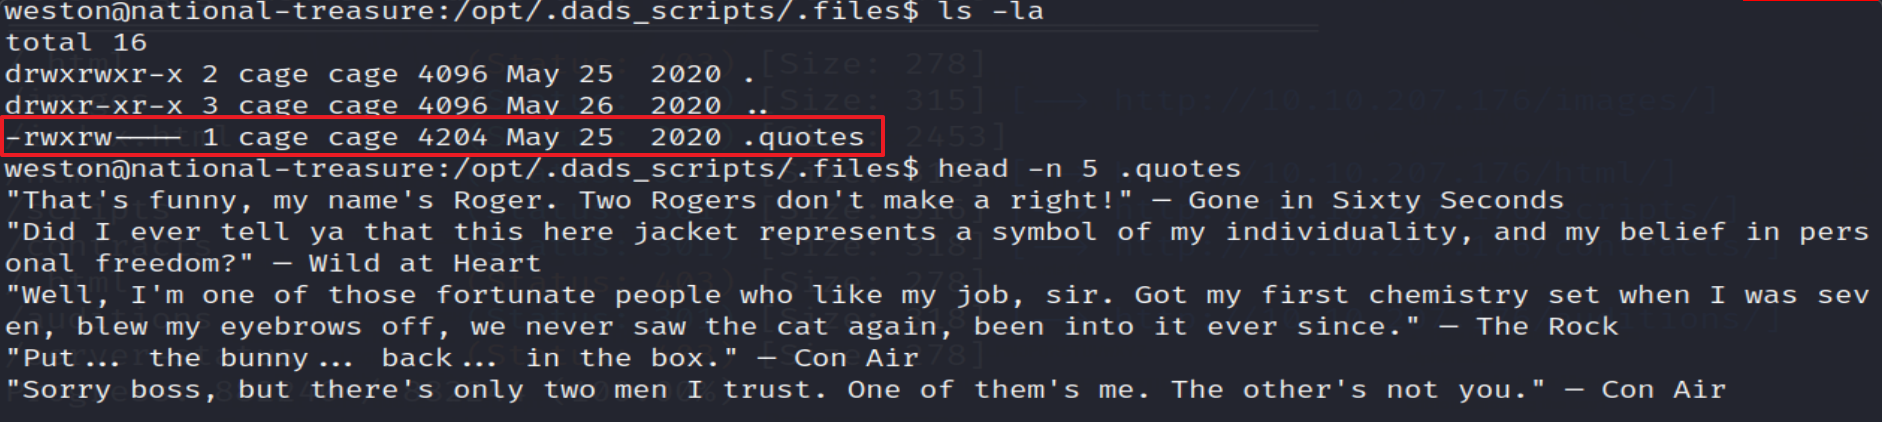 weston@national-treasure:/opt/.dads_scripts/.files$ ls -la
total 16
drwxrwxr-x 2 cage cage 4096 May 25  2020 .
drwxr-xr-x 3 cage cage 4096 May 26  2020 ..
-rwxrw---- 1 cage cage 4204 May 25  2020 .quotes
weston@national-treasure:/opt/.dads_scripts/.files$ head -n 5 .quotes
"That's funny, my name's Roger. Two Rogers don't make a right!" — Gone in Sixty Seconds
"Did I ever tell ya that this here jacket represents a symbol of my individuality, and my belief in pers
onal freedom?" — Wild at Heart
"Well, I'm one of those fortunate people who like my job, sir. Got my first chemistry set when I was sev
en, blew my eyebrows off, we never saw the cat again, been into it ever since." — The Rock
"Put... the bunny... back... in the box." — Con Air
"Sorry boss, but there's only two men I trust. One of them's me. The other's not you." — Con Air